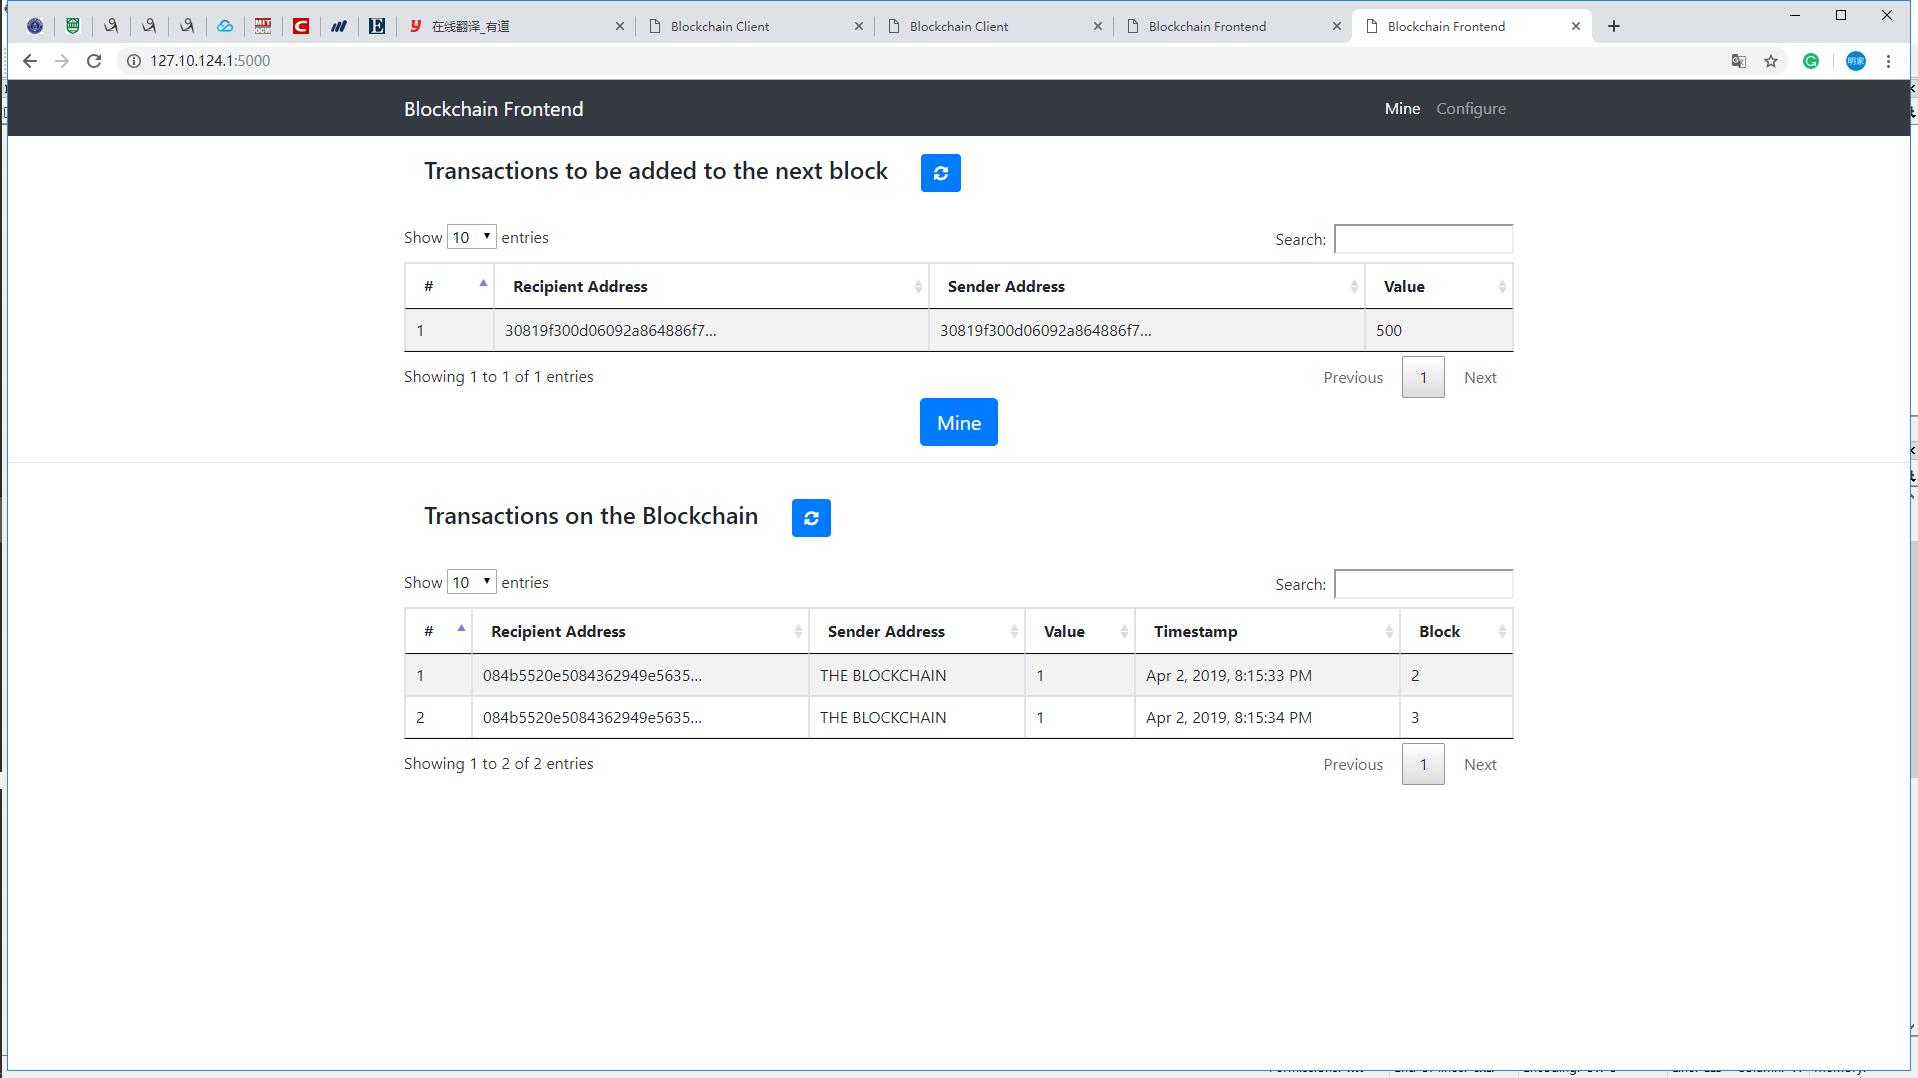 MIT
OCW
C
E
y 在线翻译_有道
Blockchain Client
Blockchain Client
Blockchain Frontend
Blockchain Frontend
127.10.124.1:5000
明家
Blockchain Frontend
Mine Configure
Transactions to be added to the next block
Show 10 entries
Search:
# Recipient Address Sender Address Value
1 30819f300d06092a864886f7... 30819f300d06092a864886f7... 500
Showing 1 to 1 of 1 entries
Previous 1 Next
Mine
Transactions on the Blockchain
Show 10 entries
Search:
# Recipient Address Sender Address Value Timestamp Block
1 084b5520e5084362949e5635... THE BLOCKCHAIN 1 Apr 2, 2019, 8:15:33 PM 2
2 084b5520e5084362949e5635... THE BLOCKCHAIN 1 Apr 2, 2019, 8:15:34 PM 3
Showing 1 to 2 of 2 entries
Previous 1 Next